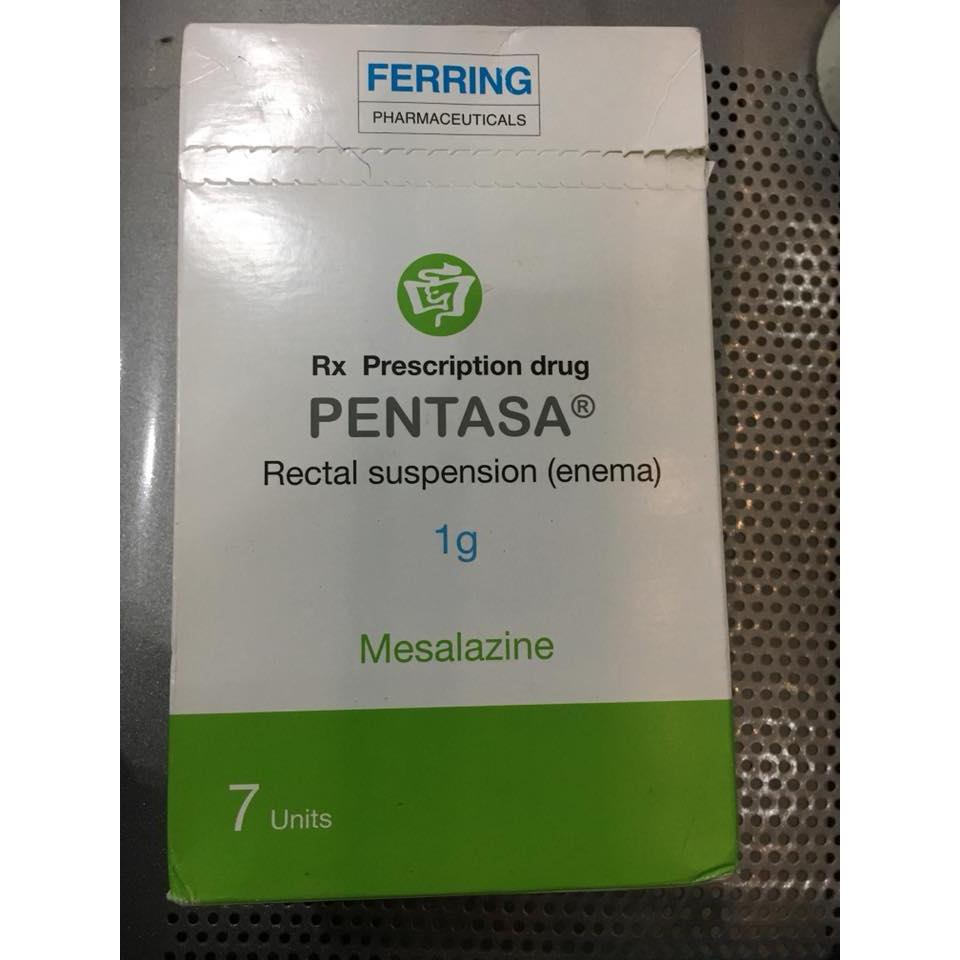 FERRING
PHARMACEUTICALS
Rx Prescription drug
PENTASA®
Rectal suspension (enema)
1g
Mesalazine
7 Units